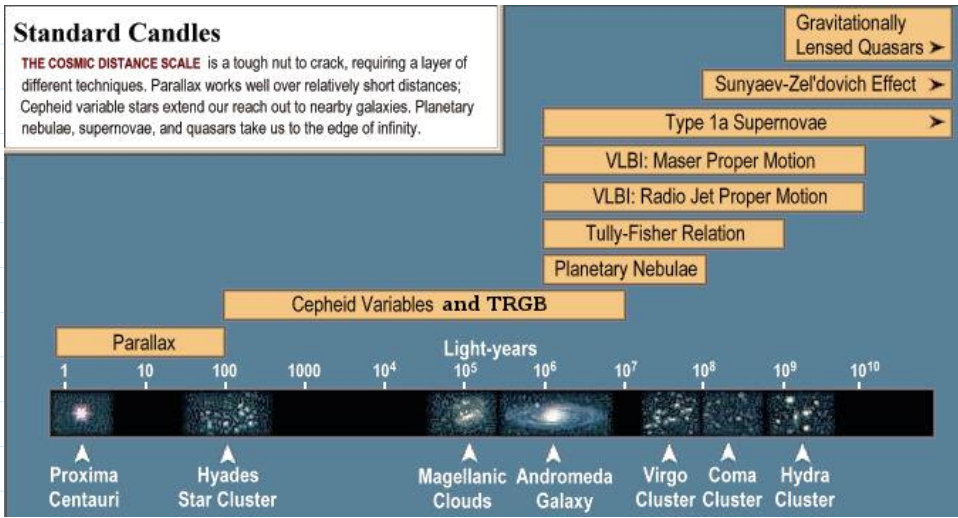 Standard Candles
THE COSMIC DISTANCE SCALE is a tough nut to crack, requiring a layer of
different techniques. Parallax works well over relatively short distances;
Cepheid variable stars extend our reach out to nearby galaxies. Planetary
nebulae, supernovae, and quasars take us to the edge of infinity.
Gravitationally
Lensed Quasars ➤
Sunyaev-Zel'dovich Effect ➤
Type 1a Supernovae ➤
VLBI: Maser Proper Motion
VLBI: Radio Jet Proper Motion
Tully-Fisher Relation
Planetary Nebulae
Cepheid Variables and TRGB
Parallax
Light-years
1 10 100 1000 10⁴ 10⁵ 10⁶ 10⁷ 10⁸ 10⁹ 10¹⁰
Proxima
Centauri
Hyades
Star Cluster
Magellanic
Clouds
Andromeda
Galaxy
Virgo
Cluster
Coma
Cluster
Hydra
Cluster